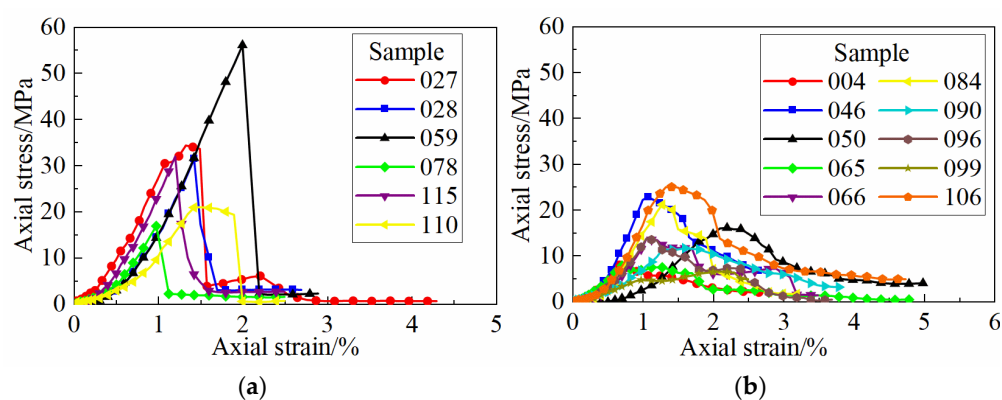 60
50
40
30
20
10
0
0 1 2 3 4 5
Axial stress/MPa
Axial strain/%
Sample
027
028
059
078
115
110
(a)
60
50
40
30
20
10
0
0 1 2 3 4 5 6
Axial stress/MPa
Axial strain/%
Sample
004 084
046 090
050 096
065 099
066 106
(b)